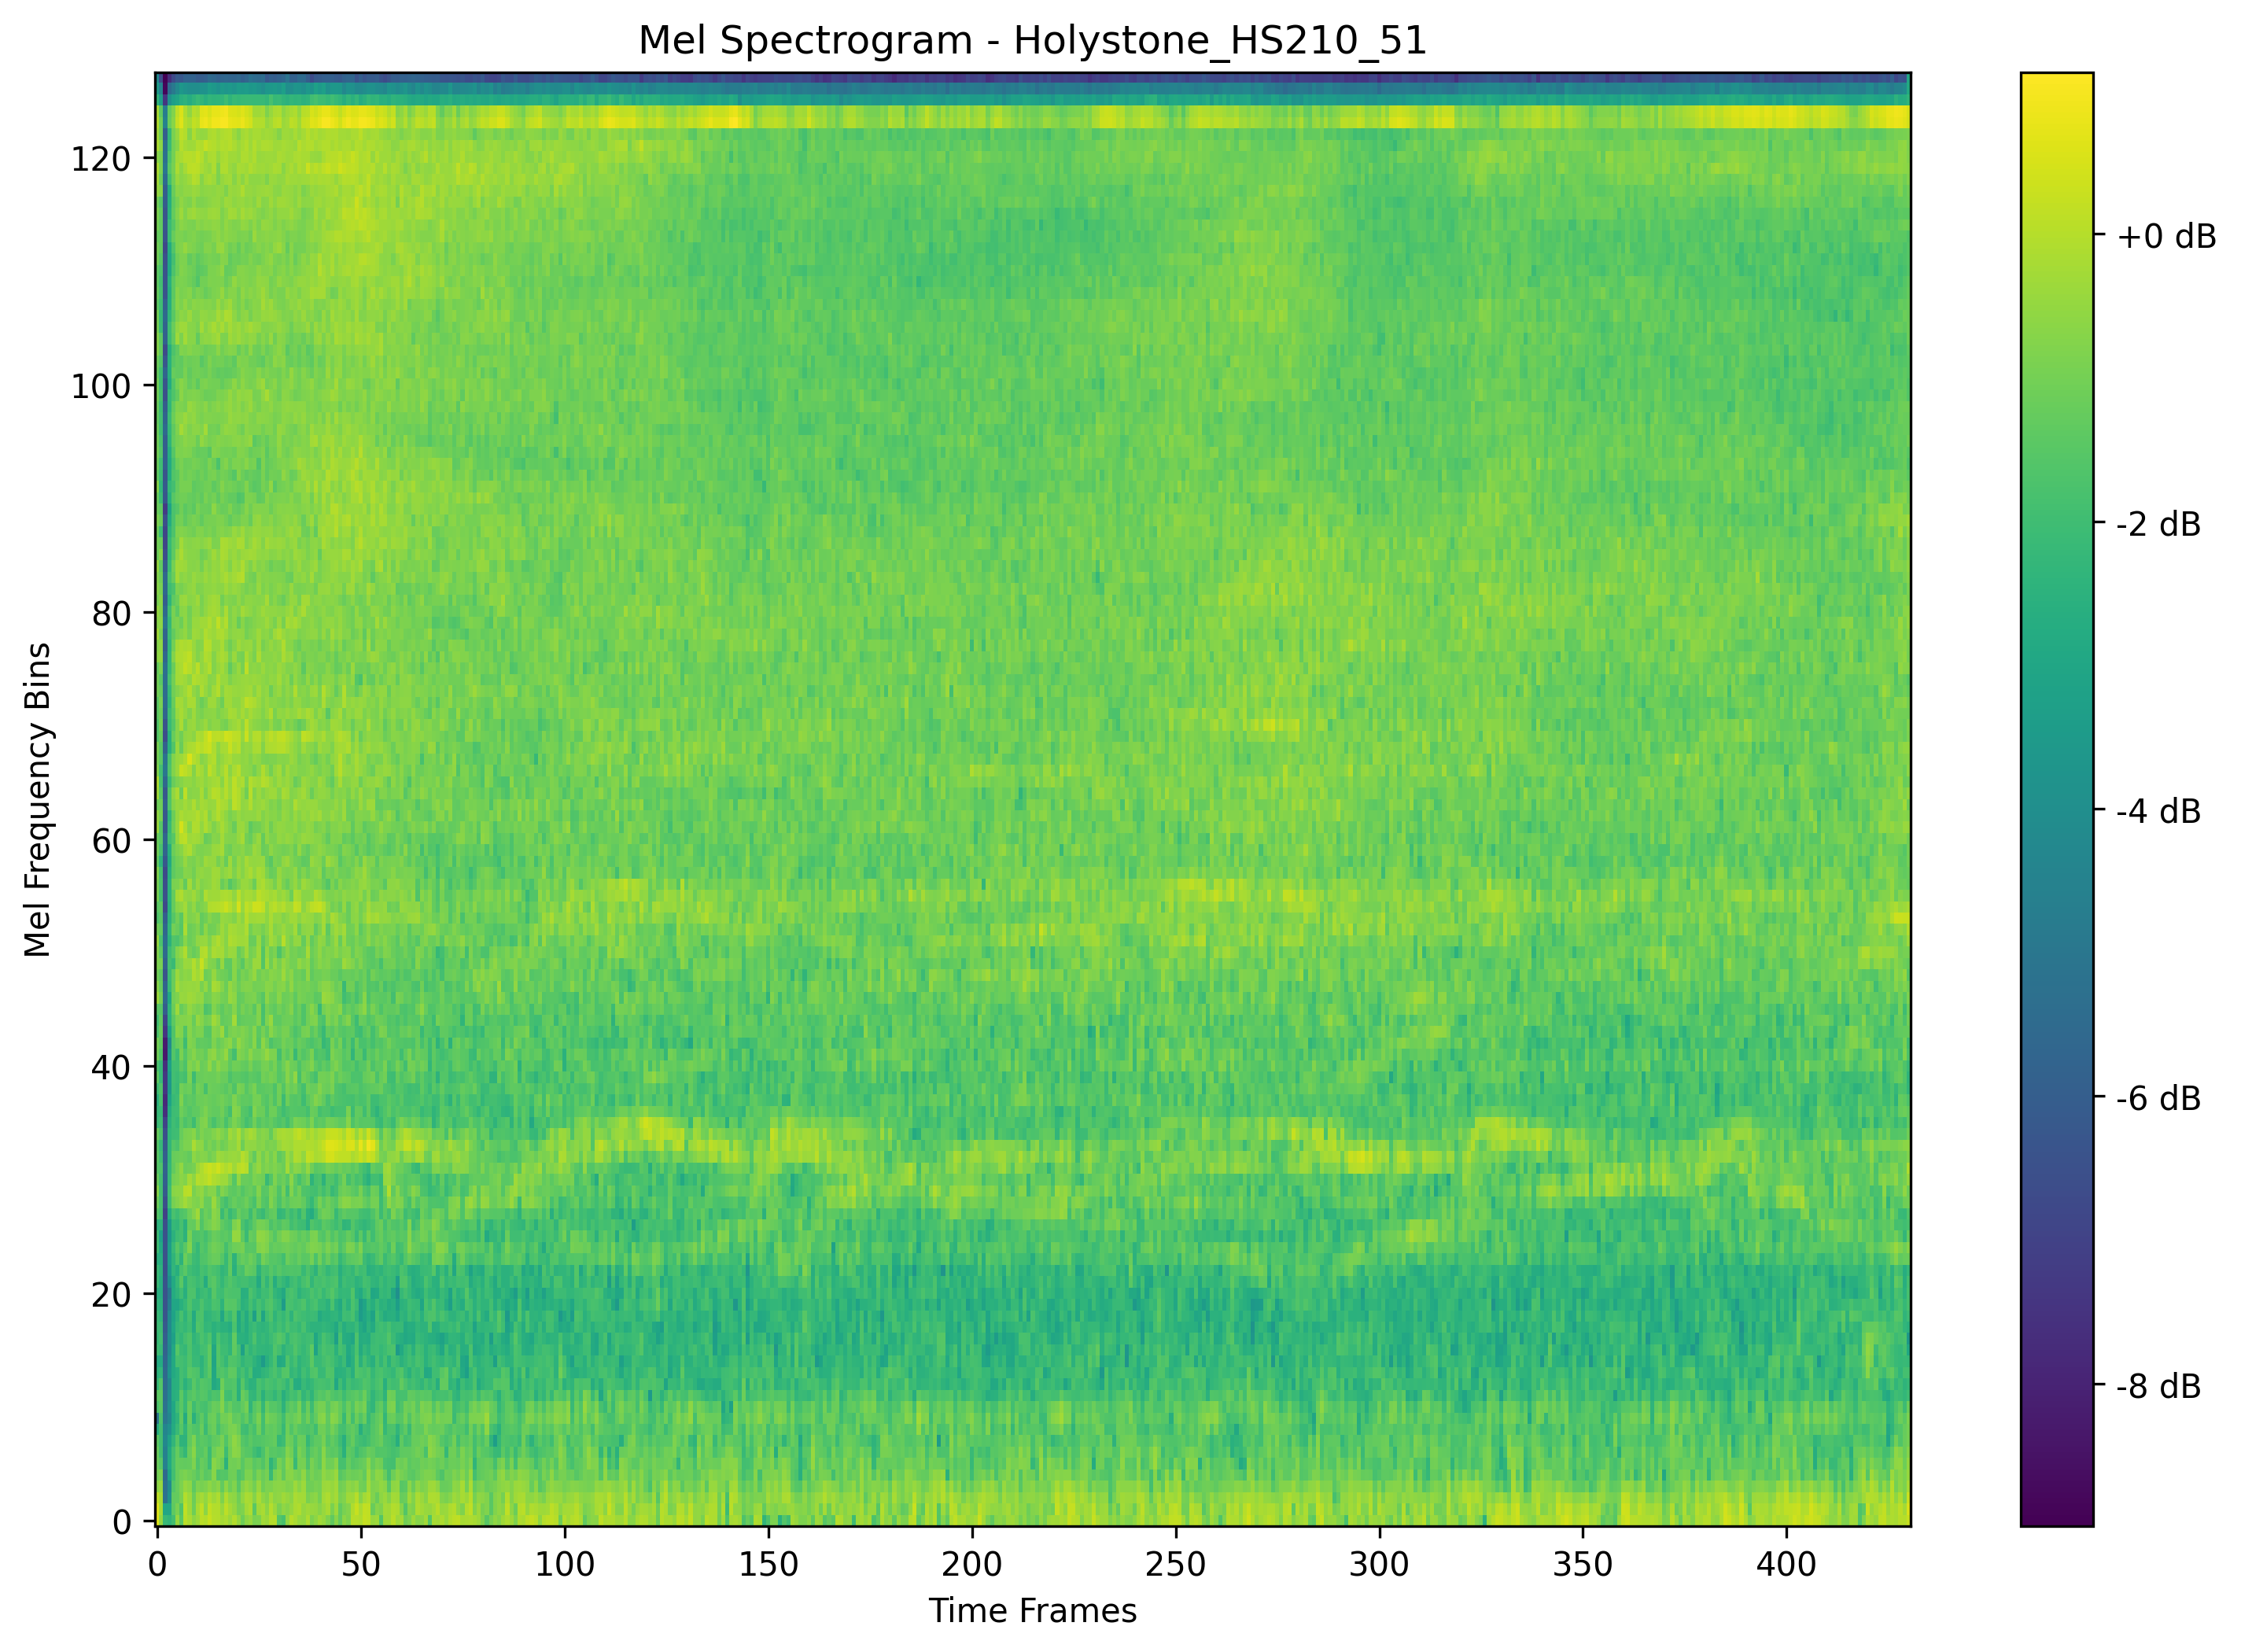 Mel Spectrogram - Holystone_HS210_51
120
100
80
60
40
20
0
Mel Frequency Bins
0 50 100 150 200 250 300 350 400
Time Frames
+0 dB
-2 dB
-4 dB
-6 dB
-8 dB